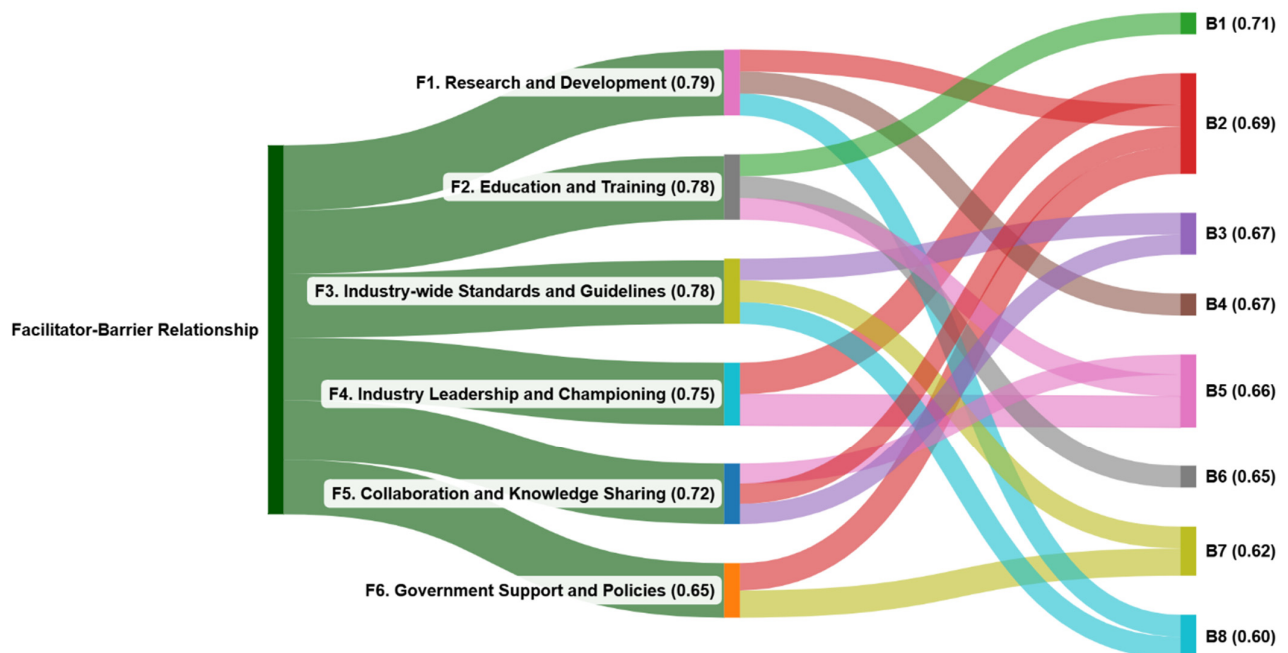 Facilitator-Barrier Relationship
F1. Research and Development (0.79)
F2. Education and Training (0.78)
F3. Industry-wide Standards and Guidelines (0.78)
F4. Industry Leadership and Championing (0.75)
F5. Collaboration and Knowledge Sharing (0.72)
F6. Government Support and Policies (0.65)
B1 (0.71)
B2 (0.69)
B3 (0.67)
B4 (0.67)
B5 (0.66)
B6 (0.65)
B7 (0.62)
B8 (0.60)